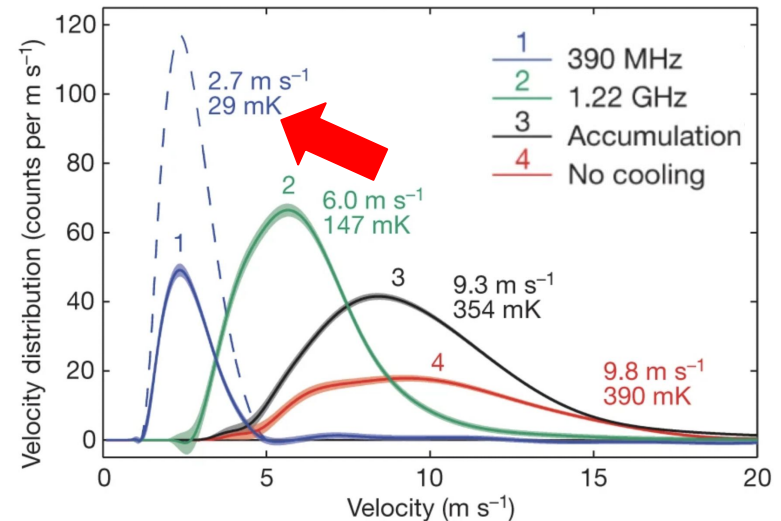 120
100
80
60
40
20
0
Velocity distribution (counts per m s⁻¹)
2.7 m s⁻¹
29 mK
1
2
6.0 m s⁻¹
147 mK
3
9.3 m s⁻¹
354 mK
4
9.8 m s⁻¹
390 mK
1 390 MHz
2 1.22 GHz
3 Accumulation
4 No cooling
0 5 10 15 20
Velocity (m s⁻¹)